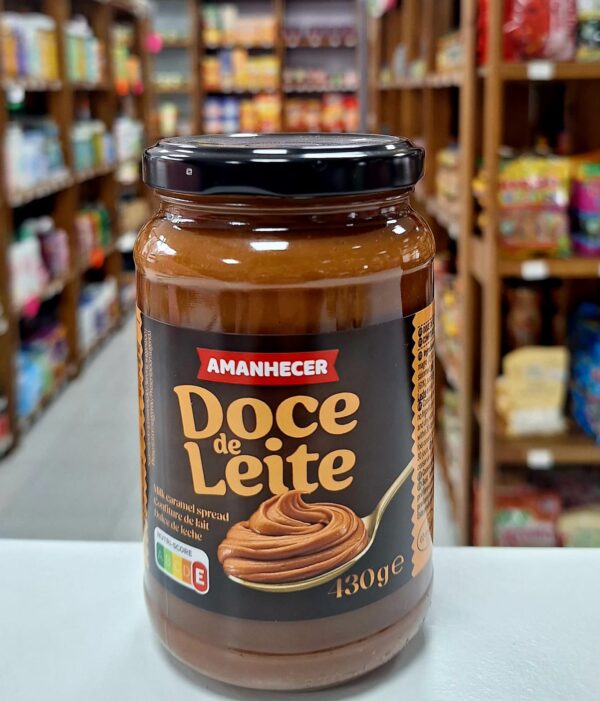 AMANHECER
Doce
de
Leite
Milk caramel spread
Confiture de lait
Dulce de leche
NUTRI-SCORE
A B C D E
430g e